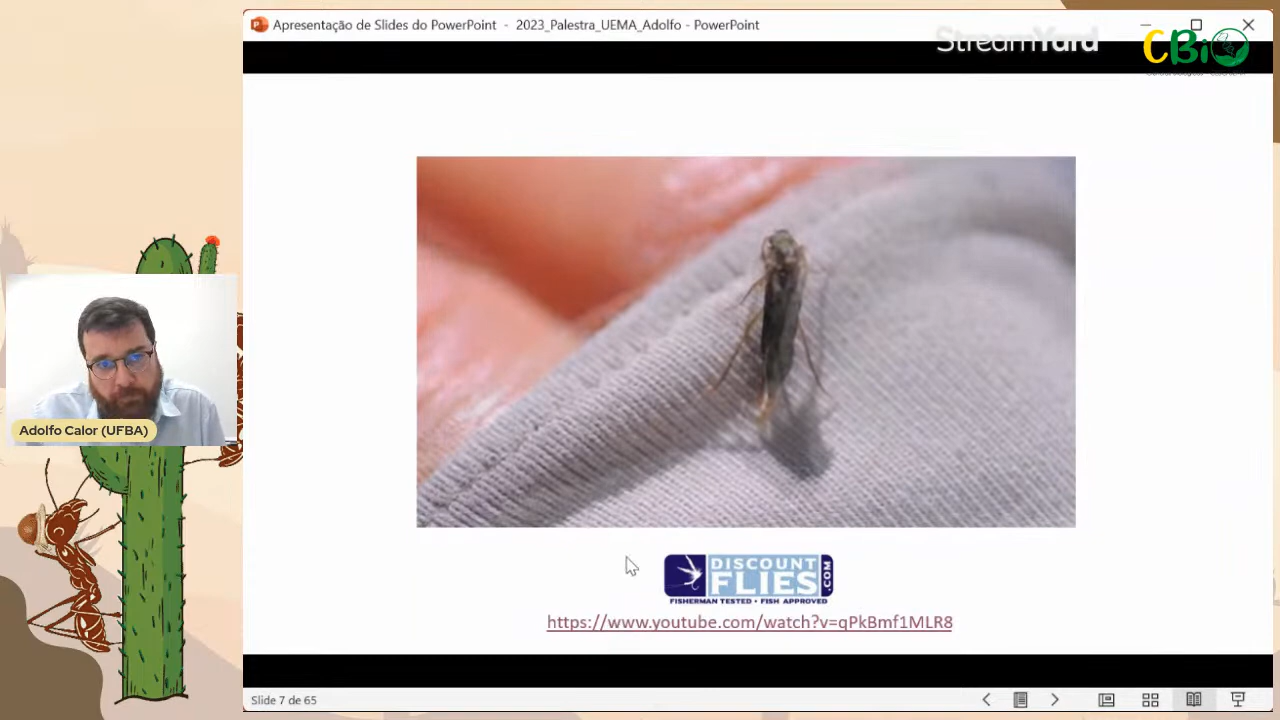 Apresentação de Slides do PowerPoint - 2023_Palestra_UEMA_Adolfo - PowerPoint
StreamYard
CBiO
Adolfo Calor (UFBA)
DISCOUNT
FLIES.COM
FISHERMAN TESTED • FISH APPROVED
https://www.youtube.com/watch?v=qPkBmf1MLR8
Slide 7 de 65